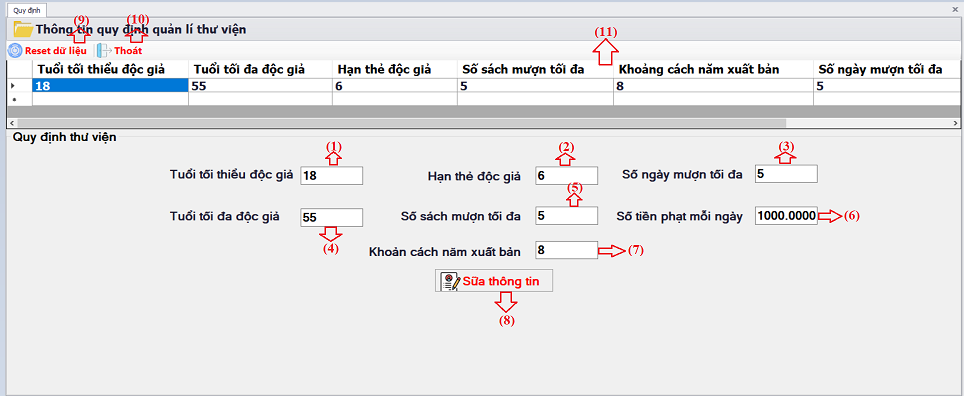 Quy định
(9) (10)
Thông tin quy định quản lí thư viện (11)
Reset dữ liệu Thoát
Tuổi tối thiểu độc giả Tuổi tối đa độc giả Hạn thẻ độc giả Số sách mượn tối đa Khoảng cách năm xuất bản Số ngày mượn tối đa
18 55 6 5 8 5
Quy định thư viện
(1) (2) (3)
Tuổi tối thiểu độc giả 18 Hạn thẻ độc giả 6 Số ngày mượn tối đa 5
(5)
Tuổi tối đa độc giả 55 Số sách mượn tối đa 5 Số tiền phạt mỗi ngày 1000.0000 (6)
(4)
Khoản cách năm xuất bản 8 (7)
Sữa thông tin
(8)